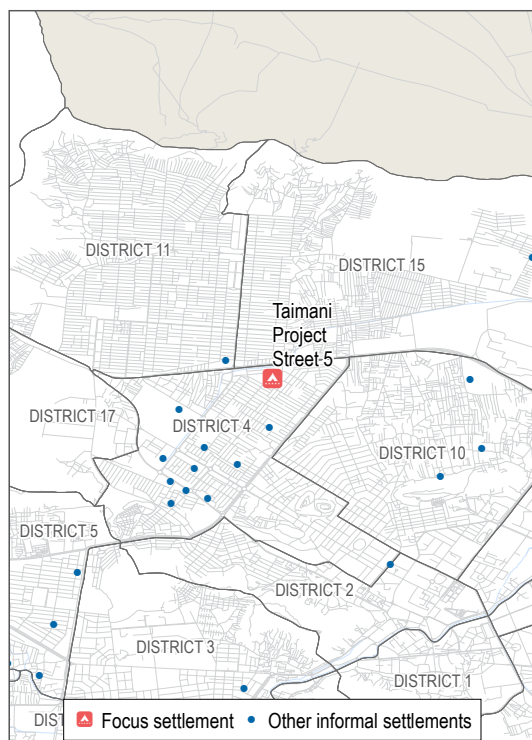 DISTRICT 11
DISTRICT 15
Taimani
Project
Street 5
DISTRICT 17
DISTRICT 4
DISTRICT 10
DISTRICT 5
DISTRICT 2
DISTRICT 3
DISTRICT 1
DIST
Focus settlement
Other informal settlements